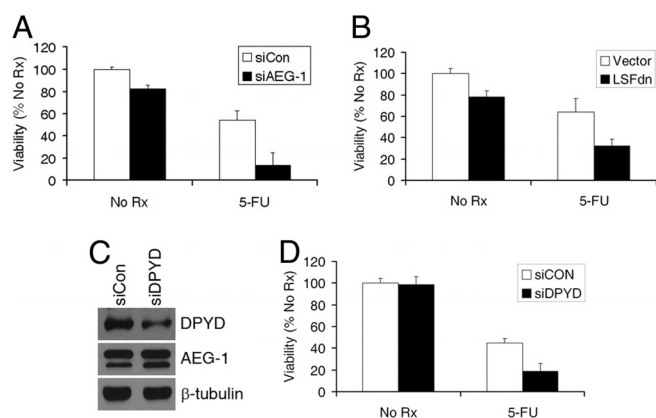 A
120
100
80
60
40
20
0
Viability (% No Rx)
siCon
siAEG-1
No Rx
5-FU
B
120
100
80
60
40
20
0
Viability (% No Rx)
Vector
LSFdn
No Rx
5-FU
C
siCon
siDPYD
DPYD
AEG-1
β-tubulin
D
120
100
80
60
40
20
0
Viability (% No Rx)
siCON
siDPYD
No Rx
5-FU